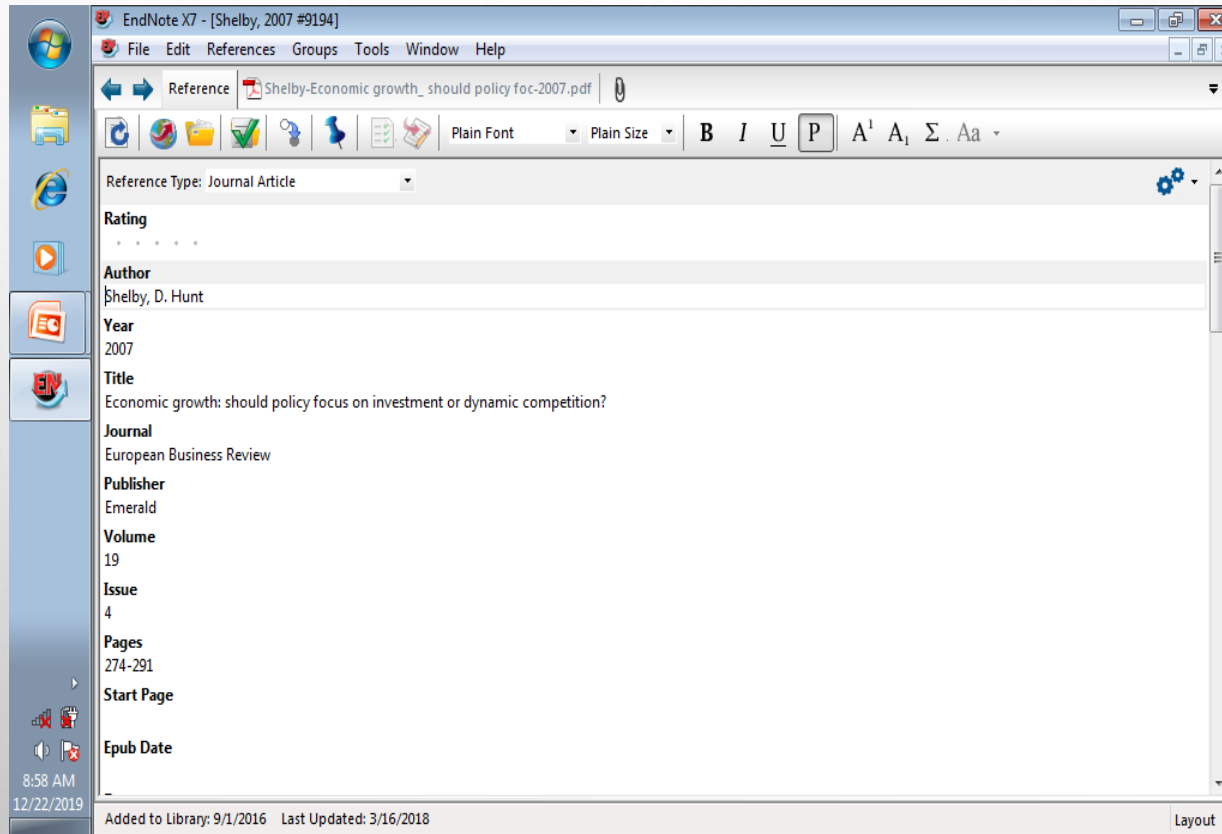 EndNote X7 - [Shelby, 2007 #9194]
File Edit References Groups Tools Window Help
Reference Shelby-Economic growth_ should policy foc-2007.pdf
Plain Font Plain Size B I U P A¹ A₁ Σ Aa
Reference Type: Journal Article
Rating
Author
Shelby, D. Hunt
Year
2007
Title
Economic growth: should policy focus on investment or dynamic competition?
Journal
European Business Review
Publisher
Emerald
Volume
19
Issue
4
Pages
274-291
Start Page
Epub Date
Added to Library: 9/1/2016 Last Updated: 3/16/2018
Layout
EN
8:58 AM
12/22/2019